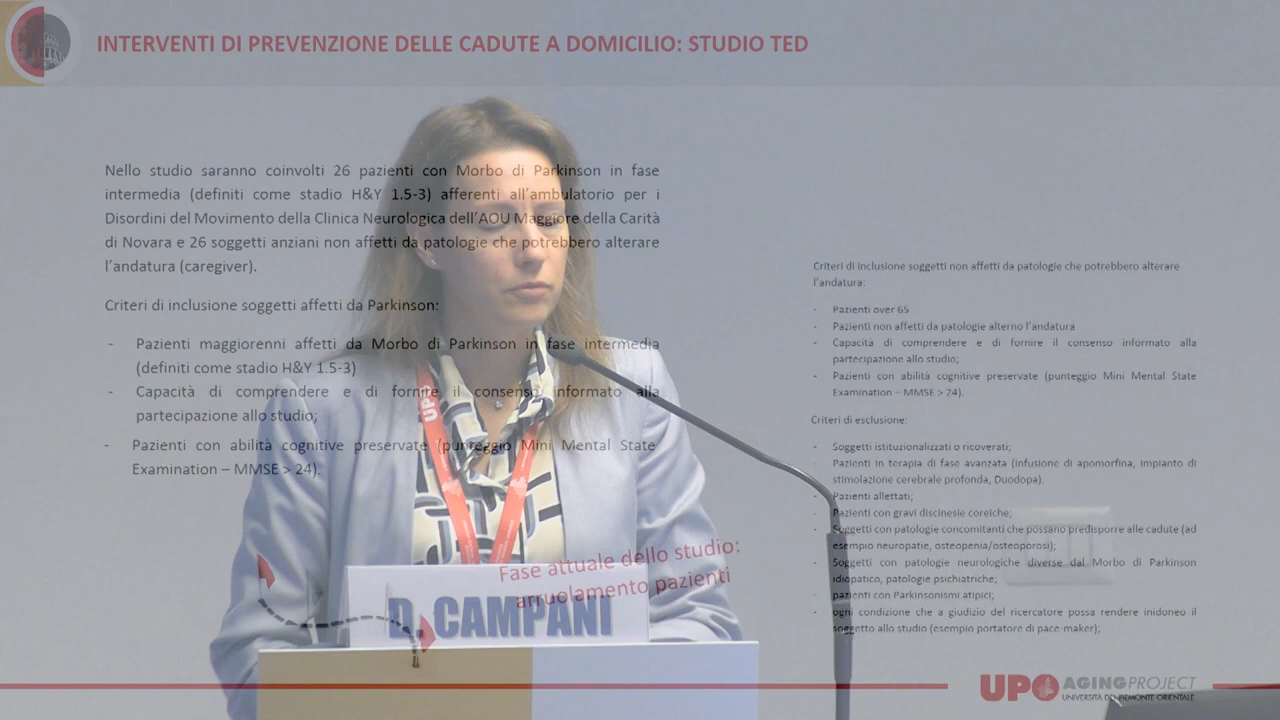 INTERVENTI DI PREVENZIONE DELLE CADUTE A DOMICILIO: STUDIO TED
Nello studio saranno coinvolti 26 pazienti con Morbo di Parkinson in fase
intermedia (definiti come stadio H&Y 1.5-3) afferenti all'ambulatorio per i
Disordini del Movimento della Clinica Neurologica dell'AOU Maggiore della Carità
di Novara e 26 soggetti anziani non affetti da patologie che potrebbero alterare
l'andatura (caregiver).
Criteri di inclusione soggetti affetti da Parkinson:
- Pazienti maggiorenni affetti da Morbo di Parkinson in fase intermedia
(definiti come stadio H&Y 1.5-3)
- Capacità di comprendere e di fornire il consenso informato alla
partecipazione allo studio;
- Pazienti con abilità cognitive preservate (punteggio Mini Mental State
Examination – MMSE > 24).
Criteri di inclusione soggetti non affetti da patologie che potrebbero alterare
l'andatura:
- Pazienti over 65
- Pazienti non affetti da patologie alterno l'andatura
- Capacità di comprendere e di fornire il consenso informato alla
partecipazione allo studio;
- Pazienti con abilità cognitive preservate (punteggio Mini Mental State
Examination – MMSE > 24).
Criteri di esclusione:
- Soggetti istituzionalizzati o ricoverati;
- Pazienti in terapia di fase avanzata (infusione di apomorfina, impianto di
stimolazione cerebrale profonda, Duodopa).
- Pazienti allettati;
- Pazienti con gravi discinesie coreiche;
- Soggetti con patologie concomitanti che possano predisporre alle cadute (ad
esempio neuropatie, osteopenia/osteoporosi);
- Soggetti con patologie neurologiche diverse dal Morbo di Parkinson
idiopatico, patologie psichiatriche;
- pazienti con Parkinsonismi atipici;
- ogni condizione che a giudizio del ricercatore possa rendere inidoneo il
soggetto allo studio (esempio portatore di pace-maker);
Fase attuale dello studio:
arruolamento pazienti
UPO
D. CAMPANI
UPO AGING PROJECT
UNIVERSITÀ DEL PIEMONTE ORIENTALE